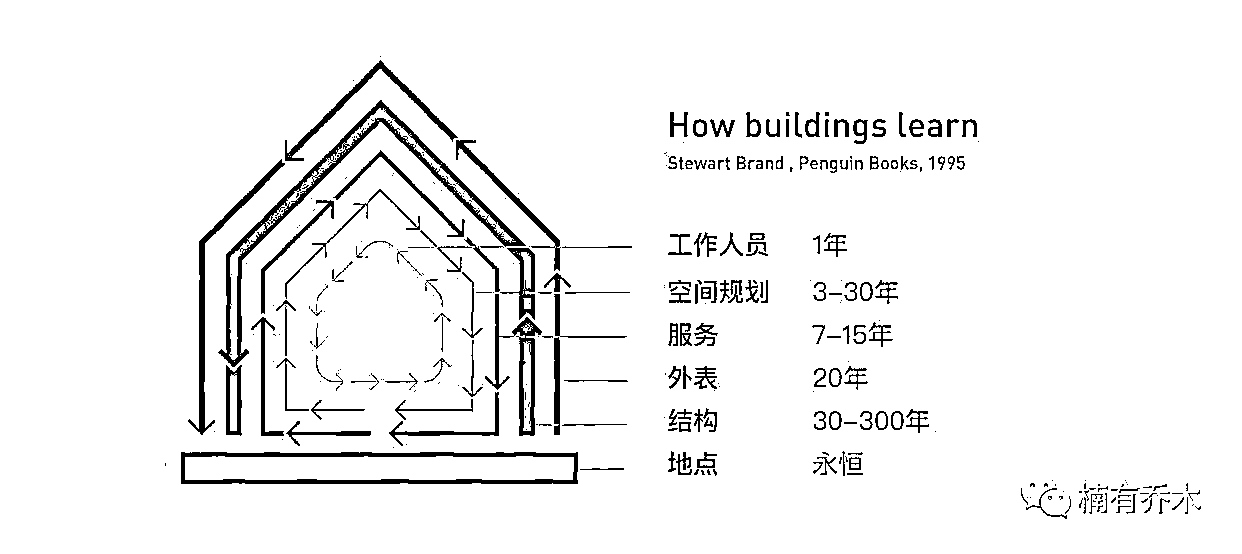 How buildings learn
Stewart Brand , Penguin Books, 1995
工作人员 1年
空间规划 3–30年
服务 7–15年
外表 20年
结构 30–300年
地点 永恒
楠有乔木